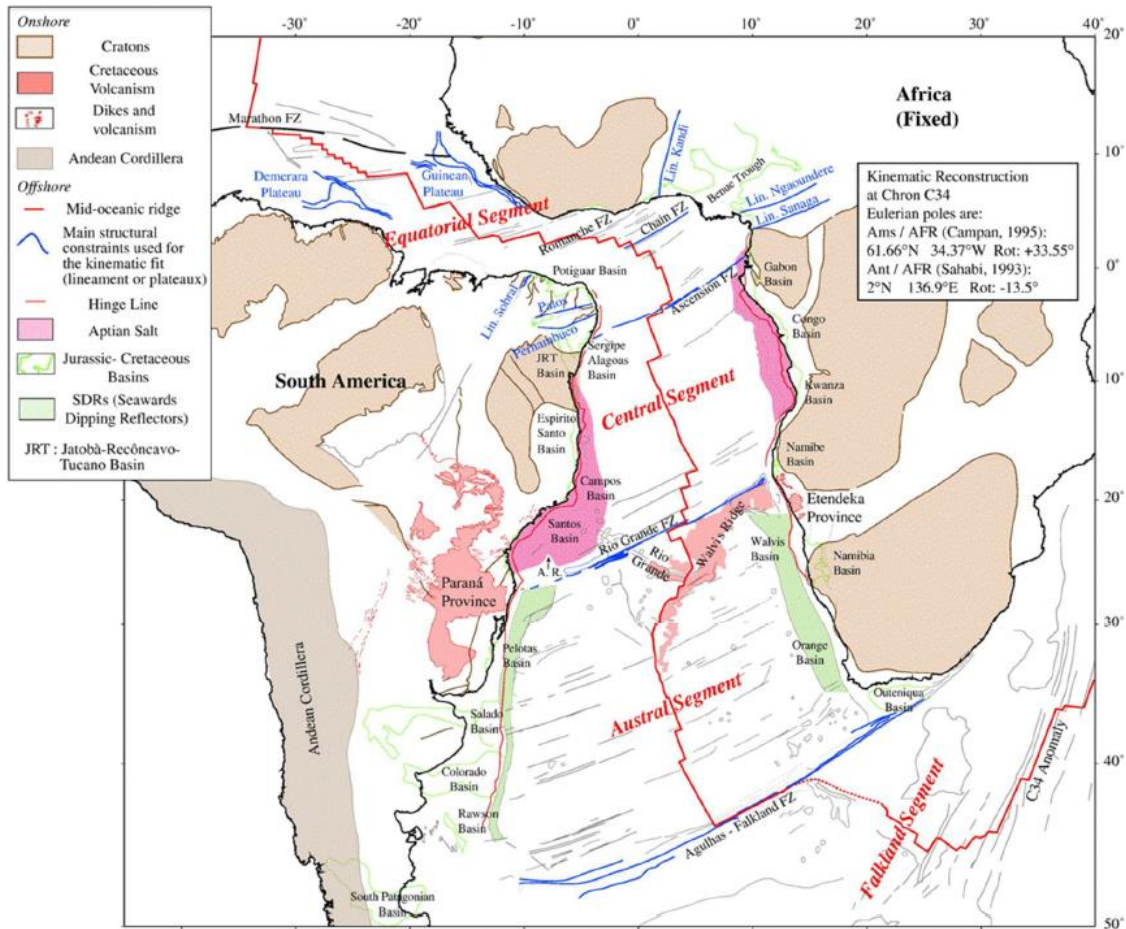 Onshore
Cratons
Cretaceous
Volcanism
Dikes and
volcanism
Andean Cordillera
Offshore
Mid-oceanic ridge
Main structural
constraints used for
the kinematic fit
(lineament or plateaux)
Hinge Line
Aptian Salt
Jurassic- Cretaceous
Basins
SDRs (Seawards
Dipping Reflectors)
JRT : Jatobà-Recôncavo-
Tucano Basin
-30°
-20°
-10°
0°
10°
20°
30°
40°
20°
10°
0°
10°
20°
30°
40°
50°
Africa
(Fixed)
Kinematic Reconstruction
at Chron C34
Eulerian poles are:
Ams / AFR (Campan, 1995):
61.66°N 34.37°W Rot: +33.55°
Ant / AFR (Sahabi, 1993):
2°N 136.9°E Rot: -13.5°
Marathon FZ
Demerara
Plateau
Guinean
Plateau
Equatorial Segment
Romanche FZ
Chain FZ
Lin. Kandi
Benue Trough
Lin. Ngaoundere
Lin. Sanaga
Ascension FZ
Potiguar Basin
Lin. Sobral
Patos
Pernambuco
JRT
Basin
Sergipe
Alagoas
Basin
Gabon
Basin
Congo
Basin
Kwanza
Basin
South America
Central Segment
Espirito
Santo
Basin
Campos
Basin
Santos
Basin
A. R.
Namibe
Basin
Etendeka
Province
Rio Grande FZ
Rio
Grande
Walvis Ridge
Walvis
Basin
Namibia
Basin
Paraná
Province
Pelotas
Basin
Orange
Basin
Outeniqua
Basin
Austral Segment
Andean Cordillera
Salado
Basin
Colorado
Basin
Rawson
Basin
South Patagonian
Basin
Agulhas - Falkland FZ
Falkland Segment
C34 Anomaly